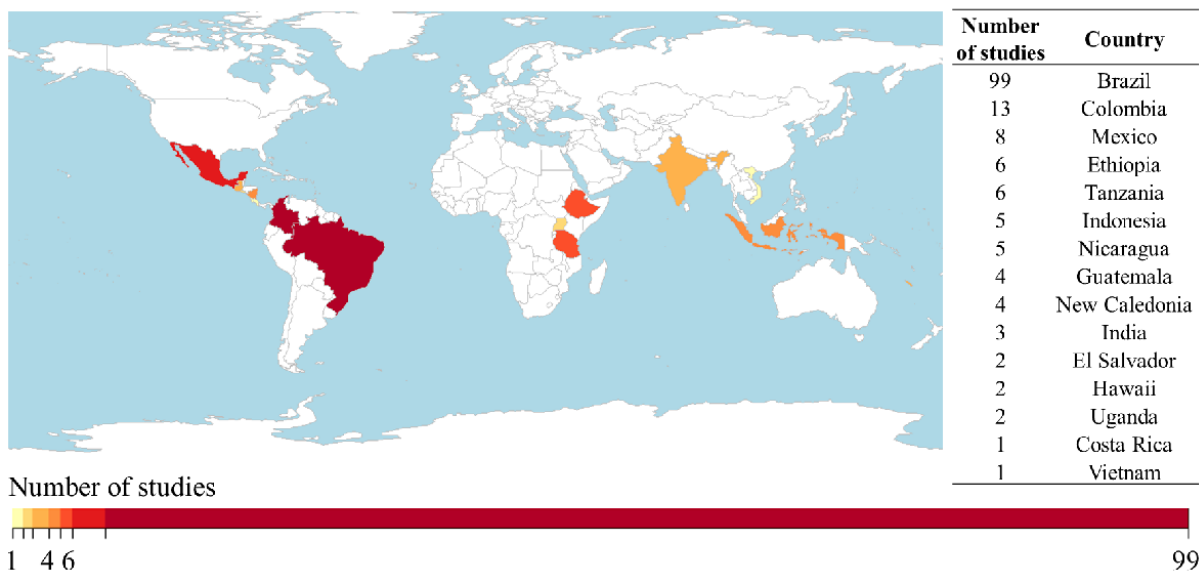 Number of studies Country
99 Brazil
13 Colombia
8 Mexico
6 Ethiopia
6 Tanzania
5 Indonesia
5 Nicaragua
4 Guatemala
4 New Caledonia
3 India
2 El Salvador
2 Hawaii
2 Uganda
1 Costa Rica
1 Vietnam
Number of studies
1 4 6 99